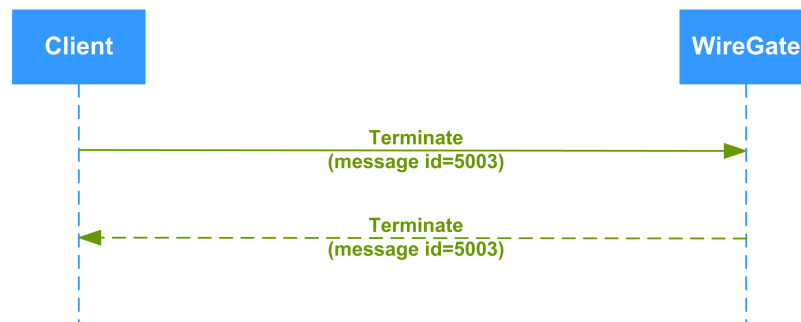 Client
WireGate
Terminate
(message id=5003)
Terminate
(message id=5003)